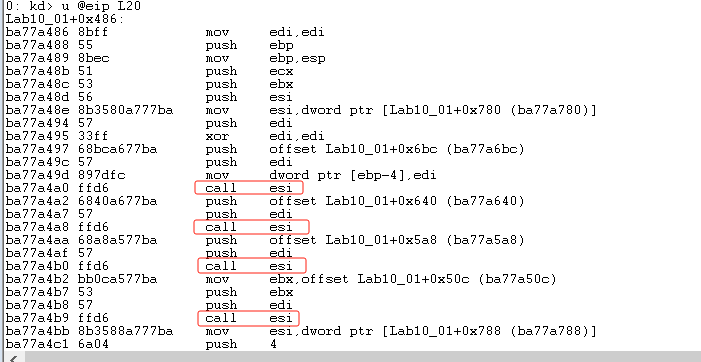 0: kd> u @eip L20
Lab10_01+0x486:
ba77a486 8bff mov edi,edi
ba77a488 55 push ebp
ba77a489 8bec mov ebp,esp
ba77a48b 51 push ecx
ba77a48c 53 push ebx
ba77a48d 56 push esi
ba77a48e 8b3580a777ba mov esi,dword ptr [Lab10_01+0x780 (ba77a780)]
ba77a494 57 push edi
ba77a495 33ff xor edi,edi
ba77a497 68bca677ba push offset Lab10_01+0x6bc (ba77a6bc)
ba77a49c 57 push edi
ba77a49d 897dfc mov dword ptr [ebp-4],edi
ba77a4a0 ffd6 call esi
ba77a4a2 6840a677ba push offset Lab10_01+0x640 (ba77a640)
ba77a4a7 57 push edi
ba77a4a8 ffd6 call esi
ba77a4aa 68a8a577ba push offset Lab10_01+0x5a8 (ba77a5a8)
ba77a4af 57 push edi
ba77a4b0 ffd6 call esi
ba77a4b2 bb0ca577ba mov ebx,offset Lab10_01+0x50c (ba77a50c)
ba77a4b7 53 push ebx
ba77a4b8 57 push edi
ba77a4b9 ffd6 call esi
ba77a4bb 8b3588a777ba mov esi,dword ptr [Lab10_01+0x788 (ba77a788)]
ba77a4c1 6a04 push 4